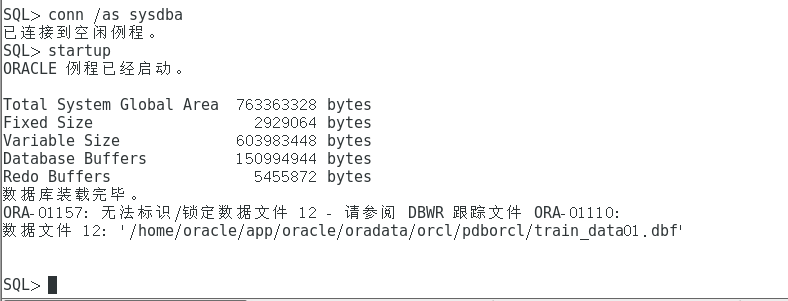 SQL> conn /as sysdba
已连接到空闲例程。
SQL> startup
ORACLE 例程已经启动。
Total System Global Area  763363328 bytes
Fixed Size                  2929064 bytes
Variable Size             603983448 bytes
Database Buffers          150994944 bytes
Redo Buffers                5455872 bytes
数据库装载完毕。
ORA-01157: 无法标识/锁定数据文件 12 - 请参阅 DBWR 跟踪文件 ORA-01110:
数据文件 12: '/home/oracle/app/oracle/oradata/orcl/pdborcl/train_data01.dbf'
SQL>